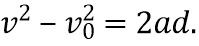 v² − v₀² = 2ad.